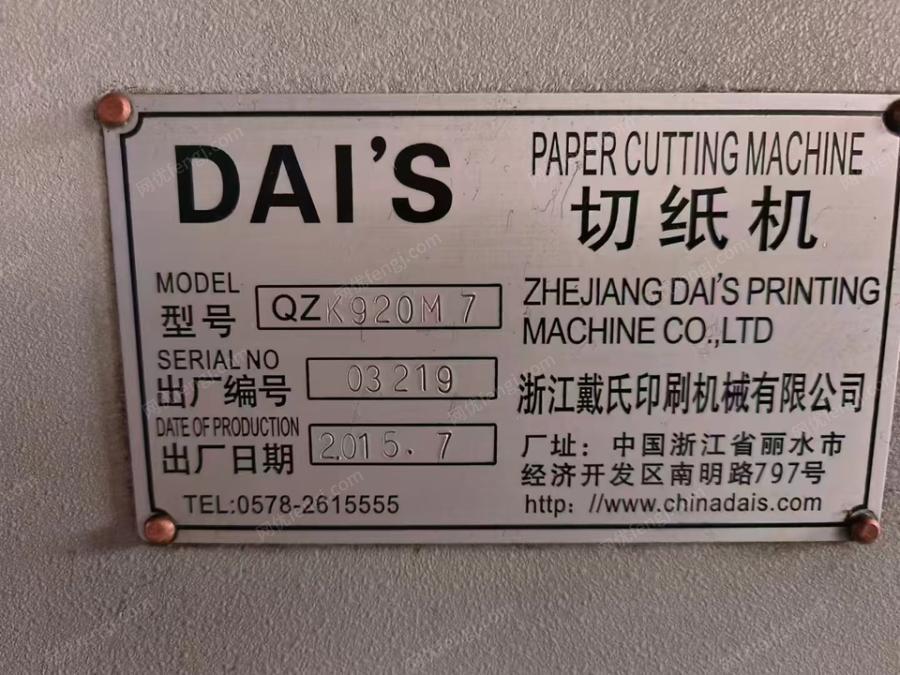 DAI'S
PAPER CUTTING MACHINE
切纸机
MODEL
型号 QZK920M7
SERIAL NO
出厂编号 03219
DATE OF PRODUCTION
出厂日期 2015.7
TEL:0578-2615555
ZHEJIANG DAI'S PRINTING
MACHINE CO.,LTD
浙江戴氏印刷机械有限公司
厂址：中国浙江省丽水市
经济开发区南明路797号
http: //www.chinadais.com